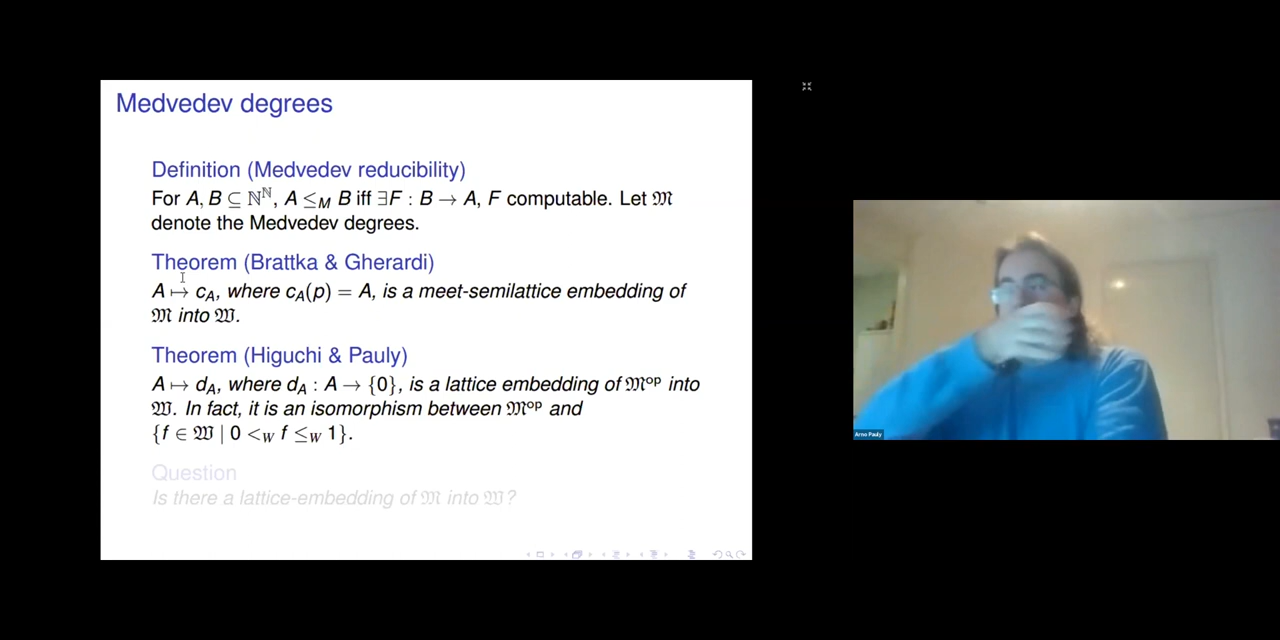 Medvedev degrees
Definition (Medvedev reducibility)
For A, B ⊆ ℕ^ℕ, A ≤_M B iff ∃F : B → A, F computable. Let 𝔐
denote the Medvedev degrees.
Theorem (Brattka & Gherardi)
A ↦ c_A, where c_A(p) = A, is a meet-semilattice embedding of
𝔐 into 𝔚.
Theorem (Higuchi & Pauly)
A ↦ d_A, where d_A : A → {0}, is a lattice embedding of 𝔐^op into
𝔚. In fact, it is an isomorphism between 𝔐^op and
{f ∈ 𝔚 | 0 <_W f ≤_W 1}.
Question
Is there a lattice-embedding of 𝔐 into 𝔚?
Arno Pauly